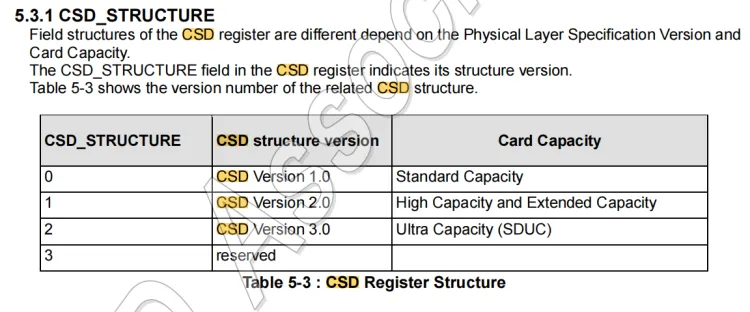 5.3.1 CSD_STRUCTURE
Field structures of the CSD register are different depend on the Physical Layer Specification Version and
Card Capacity.
The CSD_STRUCTURE field in the CSD register indicates its structure version.
Table 5-3 shows the version number of the related CSD structure.
CSD_STRUCTURE CSD structure version Card Capacity
0 CSD Version 1.0 Standard Capacity
1 CSD Version 2.0 High Capacity and Extended Capacity
2 CSD Version 3.0 Ultra Capacity (SDUC)
3 reserved
Table 5-3 : CSD Register Structure